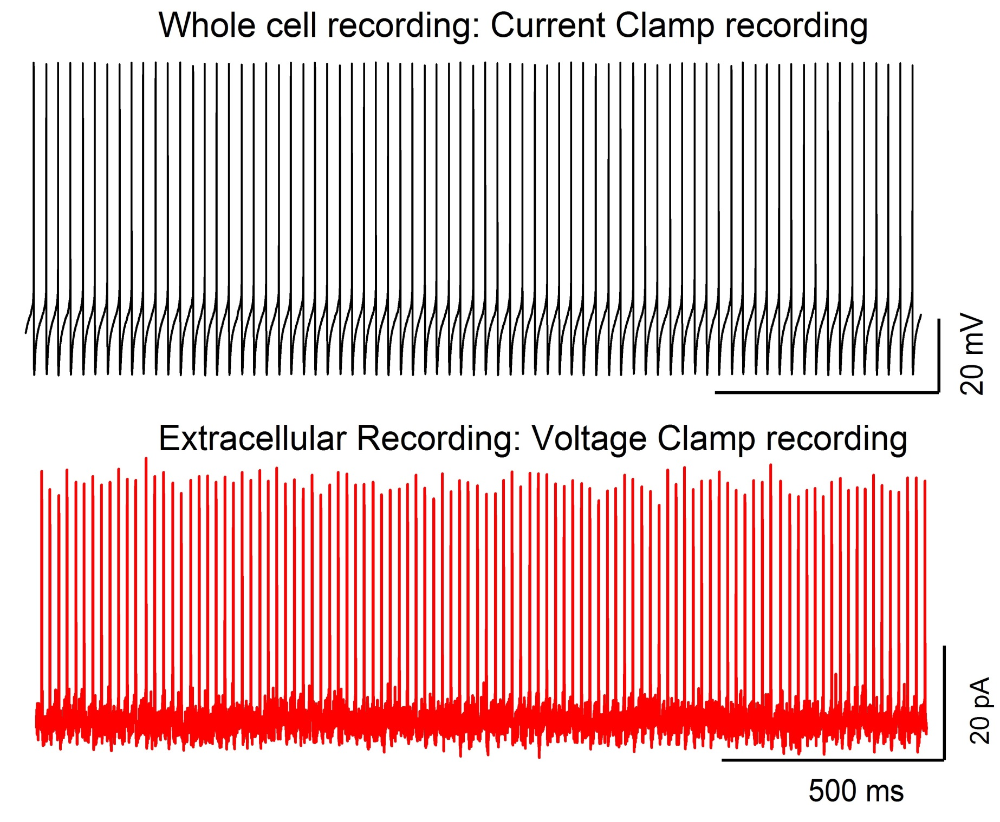 Whole cell recording: Current Clamp recording
20 mV
Extracellular Recording: Voltage Clamp recording
20 pA
500 ms